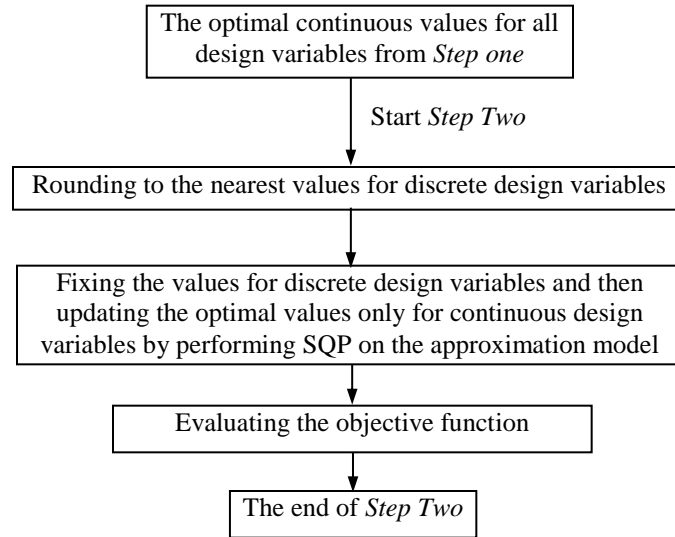 The optimal continuous values for all
design variables from Step one
Start Step Two
Rounding to the nearest values for discrete design variables
Fixing the values for discrete design variables and then
updating the optimal values only for continuous design
variables by performing SQP on the approximation model
Evaluating the objective function
The end of Step Two